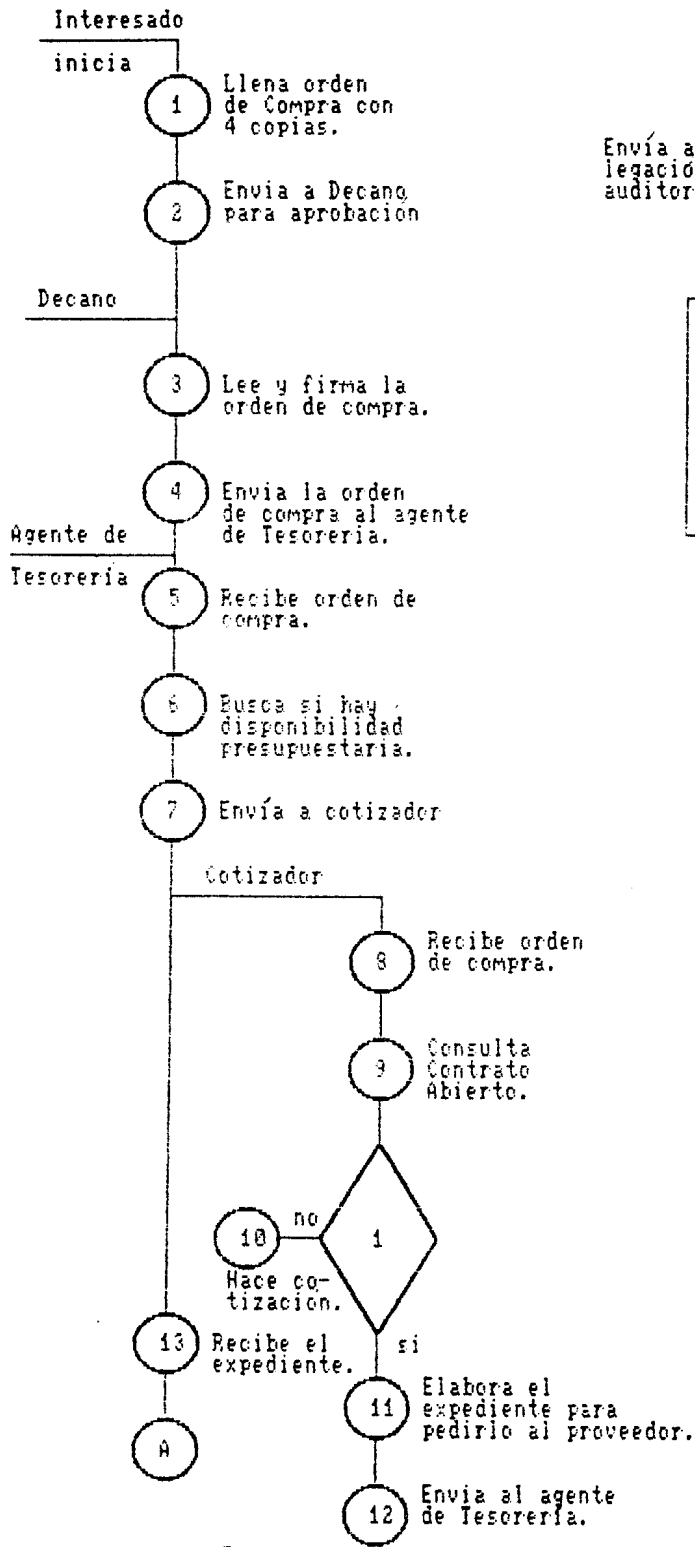 Interesado
inicia
1
Llena orden
de Compra con
4 copias.
2
Envia a Decano
para aprobación
Decano
3
Lee y firma la
orden de compra.
4
Envia la orden
de compra al agente
de Tesoreria.
Agente de
Tesorería
5
Recibe orden de
compra.
6
Busca si hay
disponibilidad
presupuestaria.
7
Envía a cotizador
Cotizador
8
Recibe orden
de compra.
9
Consulta
Contrato
Abierto.
1
no
10
Hace co-
tización.
si
13
Recibe el
expediente.
11
Elabora el
expediente para
pedirlo al proveedor.
A
12
Envia al agente
de Tesorería.
Envía a
legació
auditor